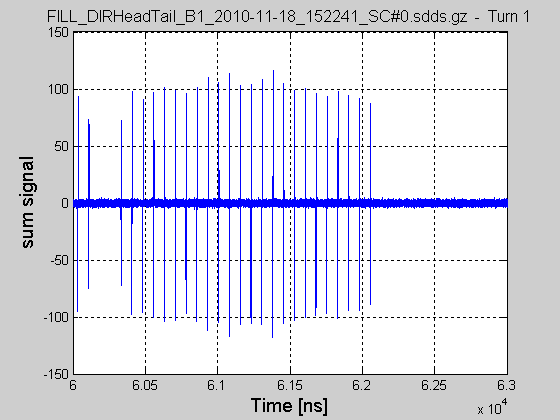 FILL_DIRHeadTail_B1_2010-11-18_152241_SC#0.sdds.gz - Turn 1
150
100
50
0
-50
-100
-150
sum signal
6 6.05 6.1 6.15 6.2 6.25 6.3
x 10^4
Time [ns]